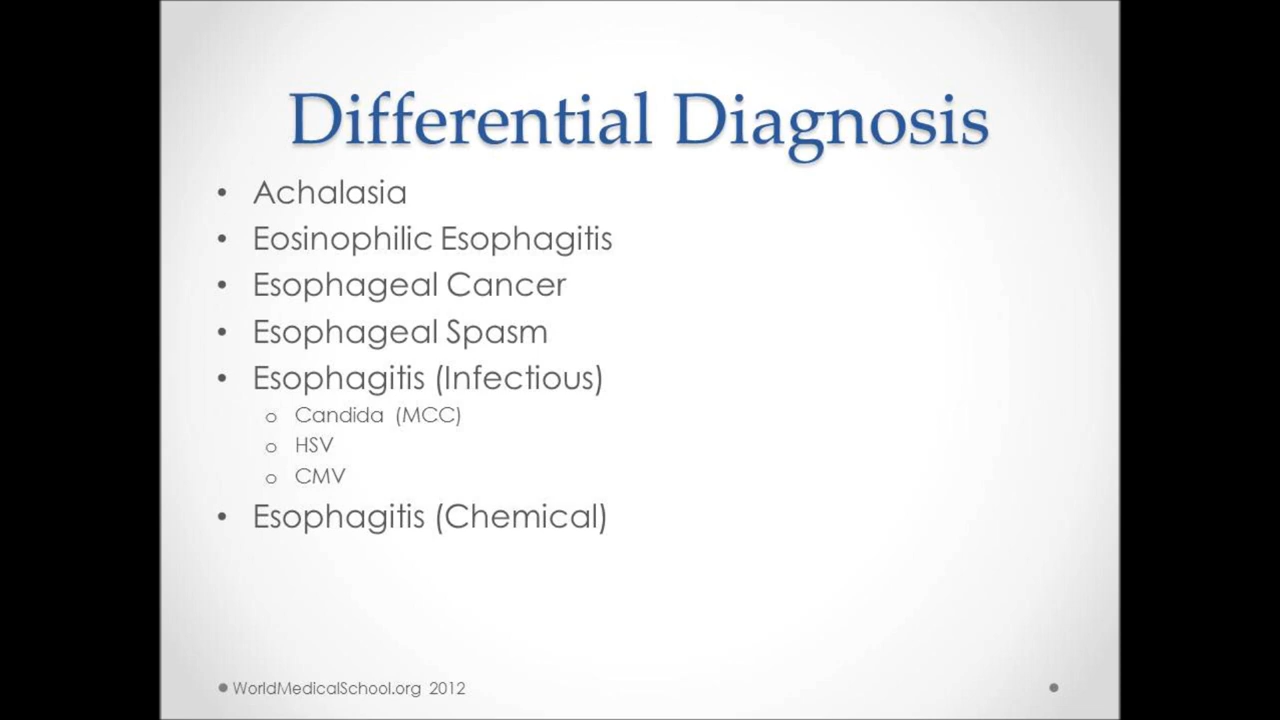 Differential Diagnosis
• Achalasia
• Eosinophilic Esophagitis
• Esophageal Cancer
• Esophageal Spasm
• Esophagitis (Infectious)
o Candida (MCC)
o HSV
o CMV
• Esophagitis (Chemical)
WorldMedicalSchool.org 2012